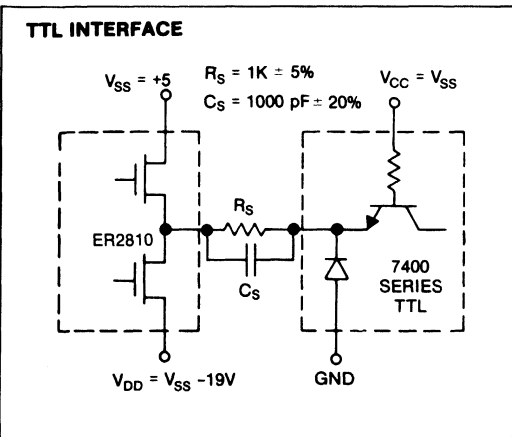 TTL INTERFACE
V_SS = +5
R_S = 1K ± 5%
C_S = 1000 pF ± 20%
V_CC = V_SS
R_S
ER2810
C_S
7400
SERIES
TTL
V_DD = V_SS -19V
GND